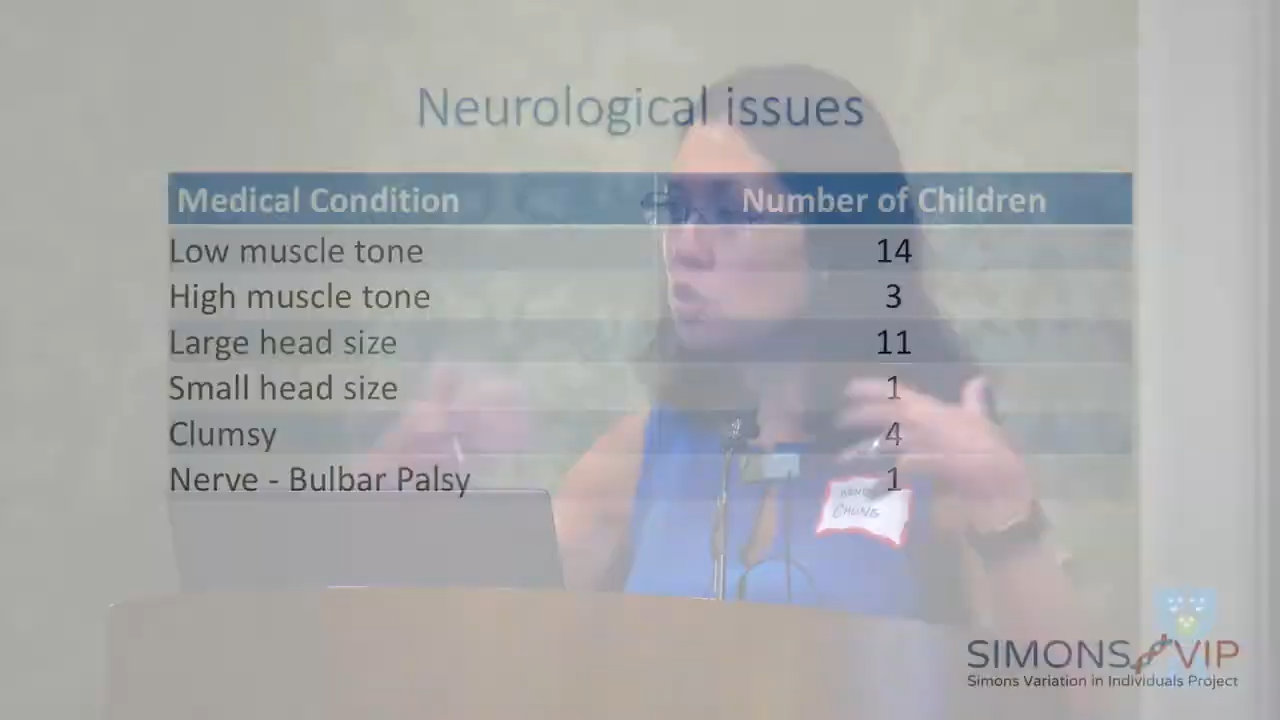 Neurological issues
Medical Condition Number of Children
Low muscle tone 14
High muscle tone 3
Large head size 11
Small head size 1
Clumsy 4
Nerve - Bulbar Palsy 1
CHUNG
SIMONS VIP
Simons Variation in Individuals Project